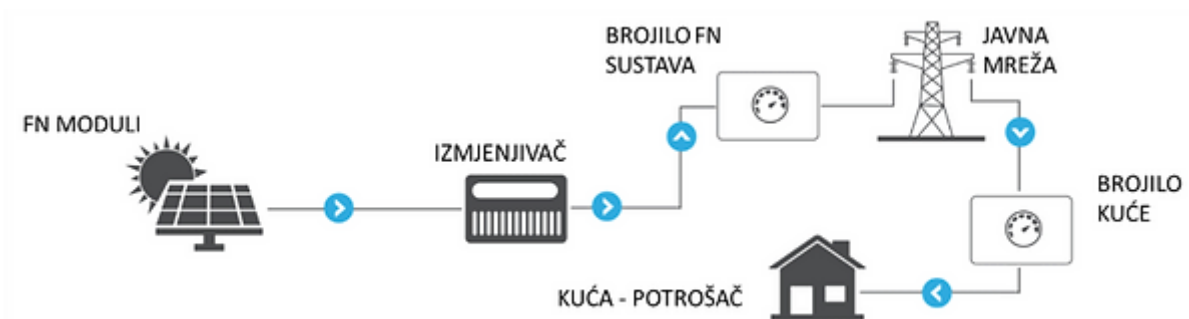 FN MODULI
IZMJENJIVAČ
BROJILO FN
SUSTAVA
JAVNA
MREŽA
BROJILO
KUĆE
KUĆA - POTROŠAČ